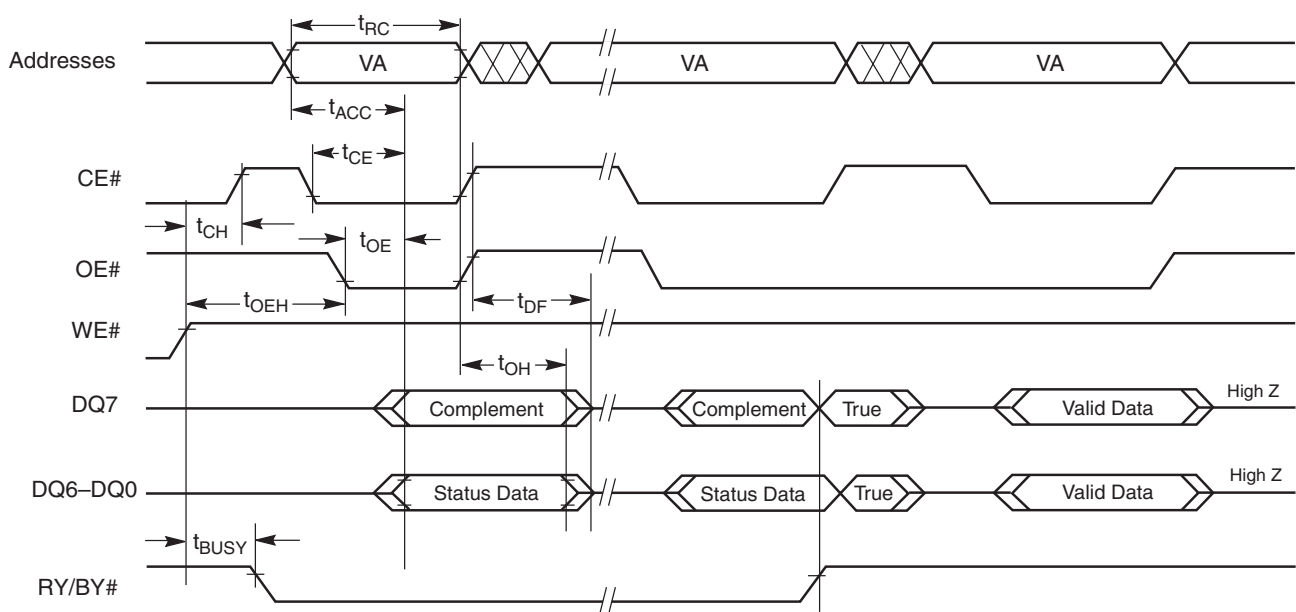 tRC
Addresses VA VA VA
tACC
tCE
CE#
tCH
tOE
OE#
tOEH
tDF
WE#
tOH
DQ7 Complement Complement True Valid Data High Z
DQ6–DQ0 Status Data Status Data True Valid Data High Z
tBUSY
RY/BY#